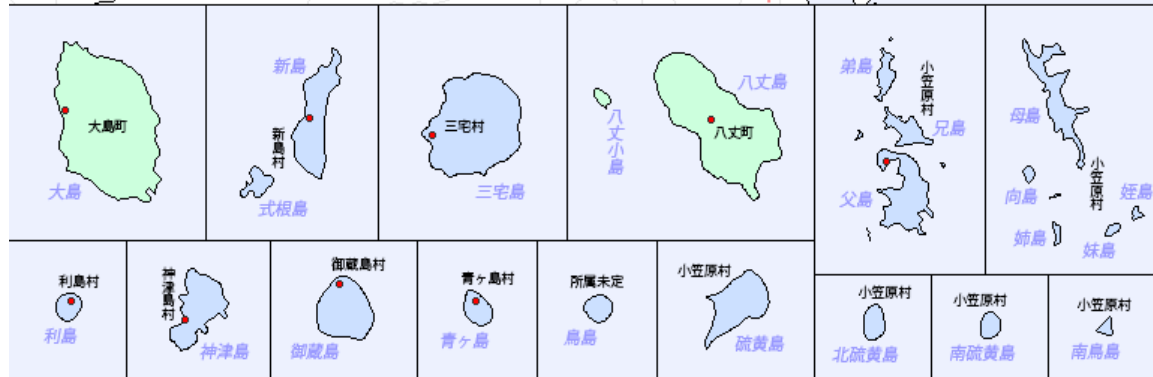 大島町
大島
新島
新島村
式根島
三宅村
三宅島
八丈小島
八丈島
八丈町
弟島
小笠原村
兄島
父島
母島
小笠原村
向島
姪島
姉島
妹島
利島村
利島
神津島村
神津島
御蔵島村
御蔵島
青ヶ島村
青ヶ島
所属未定
鳥島
小笠原村
硫黄島
小笠原村
北硫黄島
小笠原村
南硫黄島
小笠原村
南鳥島